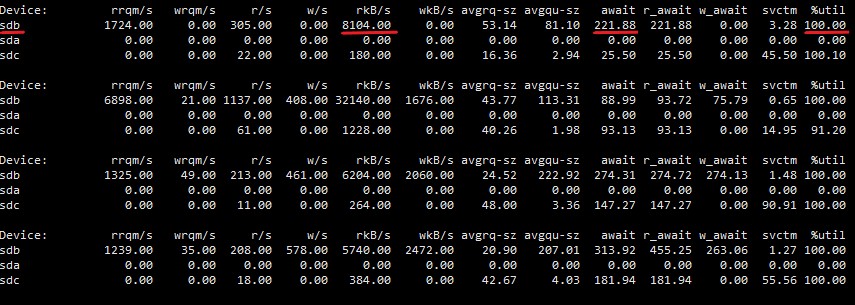 Device: rrqm/s wrqm/s r/s w/s rkB/s wkB/s avgrq-sz avgqu-sz await r_await w_await svctm %util
sdb 1724.00 0.00 305.00 0.00 8104.00 0.00 53.14 81.10 221.88 221.88 0.00 3.28 100.00
sda 0.00 0.00 0.00 0.00 0.00 0.00 0.00 0.00 0.00 0.00 0.00 0.00 0.00
sdc 0.00 0.00 22.00 0.00 180.00 0.00 16.36 2.94 25.50 25.50 0.00 45.50 100.10
Device: rrqm/s wrqm/s r/s w/s rkB/s wkB/s avgrq-sz avgqu-sz await r_await w_await svctm %util
sdb 6898.00 21.00 1137.00 408.00 32140.00 1676.00 43.77 113.31 88.99 93.72 75.79 0.65 100.00
sda 0.00 0.00 0.00 0.00 0.00 0.00 0.00 0.00 0.00 0.00 0.00 0.00 0.00
sdc 0.00 0.00 61.00 0.00 1228.00 0.00 40.26 1.98 93.13 93.13 0.00 14.95 91.20
Device: rrqm/s wrqm/s r/s w/s rkB/s wkB/s avgrq-sz avgqu-sz await r_await w_await svctm %util
sdb 1325.00 49.00 213.00 461.00 6204.00 2060.00 24.52 222.92 274.31 274.72 274.13 1.48 100.00
sda 0.00 0.00 0.00 0.00 0.00 0.00 0.00 0.00 0.00 0.00 0.00 0.00 0.00
sdc 0.00 0.00 11.00 0.00 264.00 0.00 48.00 3.36 147.27 147.27 0.00 90.91 100.00
Device: rrqm/s wrqm/s r/s w/s rkB/s wkB/s avgrq-sz avgqu-sz await r_await w_await svctm %util
sdb 1239.00 35.00 208.00 578.00 5740.00 2472.00 20.90 207.01 313.92 455.25 263.06 1.27 100.00
sda 0.00 0.00 0.00 0.00 0.00 0.00 0.00 0.00 0.00 0.00 0.00 0.00 0.00
sdc 0.00 0.00 18.00 0.00 384.00 0.00 42.67 4.03 181.94 181.94 0.00 55.56 100.00